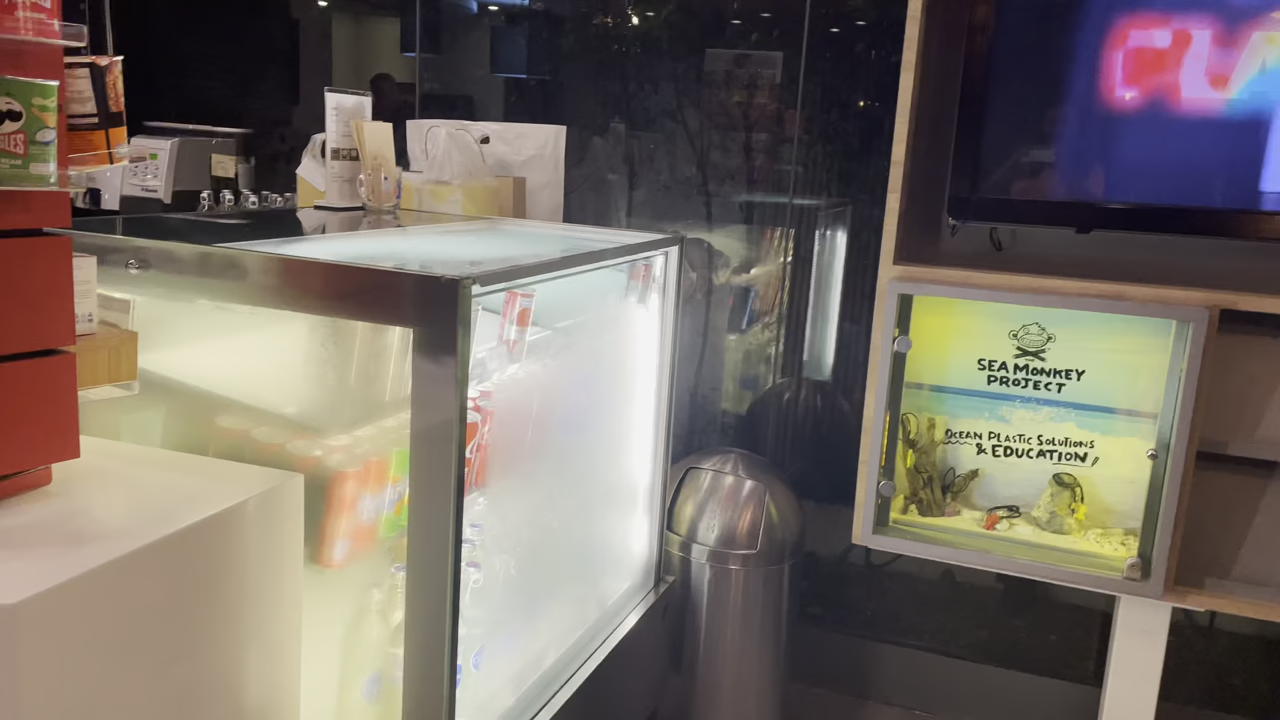 SEA MONKEY
PROJECT
OCEAN PLASTIC SOLUTIONS
& EDUCATION